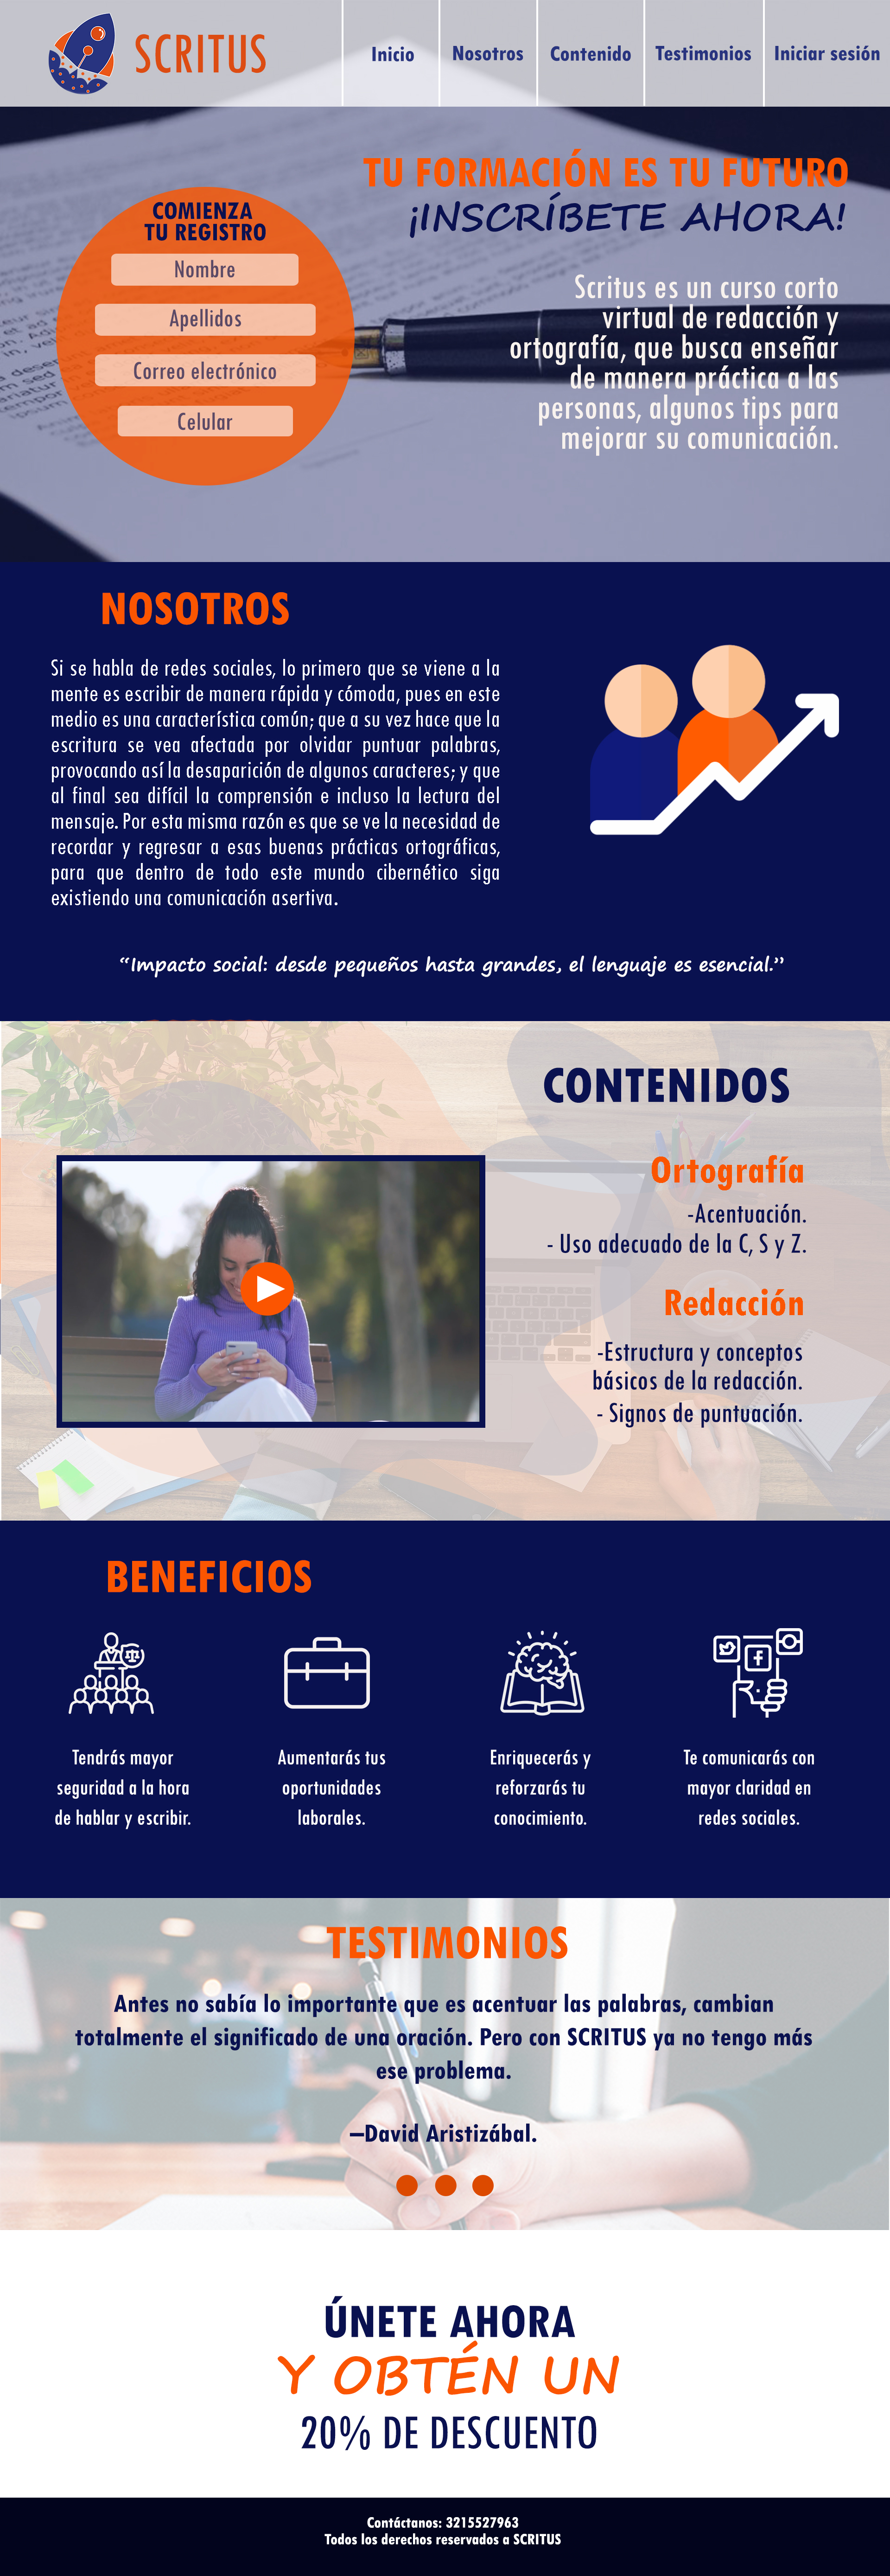 SCRITUS
Inicio
Nosotros
Contenido
Testimonios
Iniciar sesión
TU FORMACIÓN ES TU FUTURO
¡INSCRÍBETE AHORA!
COMIENZA
TU REGISTRO
Nombre
Apellidos
Correo electrónico
Celular
Scritus es un curso corto
virtual de redacción y
ortografía, que busca enseñar
de manera práctica a las
personas, algunos tips para
mejorar su comunicación.
NOSOTROS
Si se habla de redes sociales, lo primero que se viene a la
mente es escribir de manera rápida y cómoda, pues en este
medio es una característica común; que a su vez hace que la
escritura se vea afectada por olvidar puntuar palabras,
provocando así la desaparición de algunos caracteres; y que
al final sea difícil la comprensión e incluso la lectura del
mensaje. Por esta misma razón es que se ve la necesidad de
recordar y regresar a esas buenas prácticas ortográficas,
para que dentro de todo este mundo cibernético siga
existiendo una comunicación asertiva.
“Impacto social: desde pequeños hasta grandes, el lenguaje es esencial.”
CONTENIDOS
Ortografía
-Acentuación.
- Uso adecuado de la C, S y Z.
Redacción
-Estructura y conceptos
básicos de la redacción.
- Signos de puntuación.
BENEFICIOS
Tendrás mayor
seguridad a la hora
de hablar y escribir.
Aumentarás tus
oportunidades
laborales.
Enriquecerás y
reforzarás tu
conocimiento.
Te comunicarás con
mayor claridad en
redes sociales.
TESTIMONIOS
Antes no sabía lo importante que es acentuar las palabras, cambian
totalmente el significado de una oración. Pero con SCRITUS ya no tengo más
ese problema.
—David Aristizábal.
ÚNETE AHORA
Y OBTÉN UN
20% DE DESCUENTO
Contáctanos: 3215527963
Todos los derechos reservados a SCRITUS